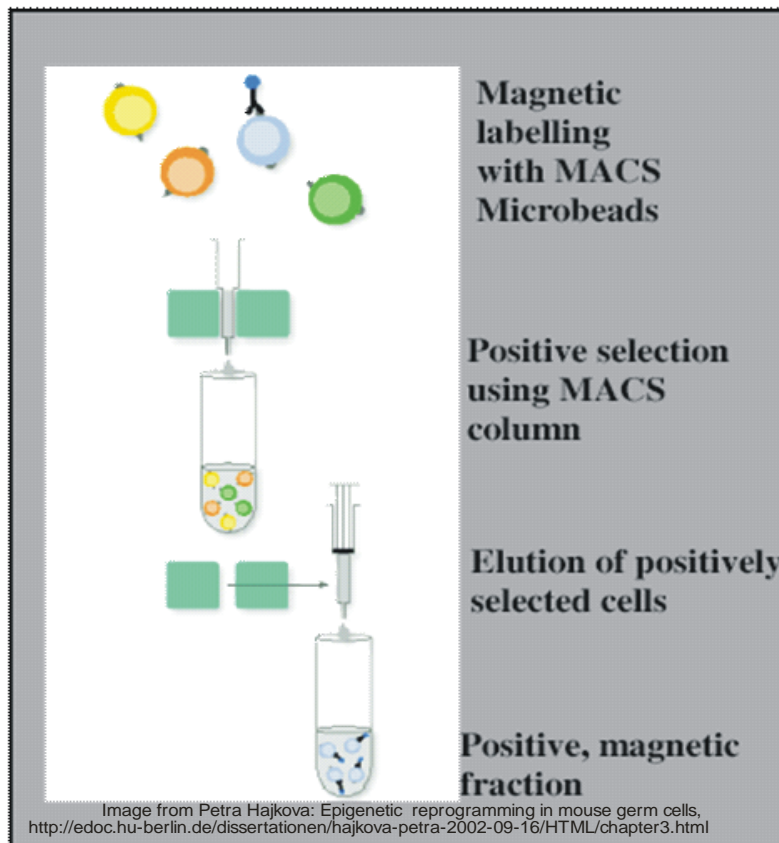 Magnetic
labelling
with MACS
Microbeads
Positive selection
using MACS
column
Elution of positively
selected cells
Positive, magnetic
fraction
Image from Petra Hajkova: Epigenetic reprogramming in mouse germ cells,
http://edoc.hu-berlin.de/dissertationen/hajkova-petra-2002-09-16/HTML/chapter3.html